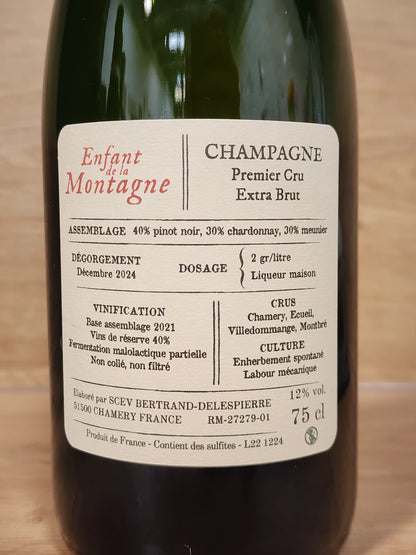 Enfant
de la
Montagne
CHAMPAGNE
Premier Cru
Extra Brut
ASSEMBLAGE 40% pinot noir, 30% chardonnay, 30% meunier
DÉGORGEMENT
Décembre 2024
DOSAGE
2 gr/litre
Liqueur maison
VINIFICATION
Base assemblage 2021
Vins de réserve 40%
Fermentation malolactique partielle
Non collé, non filtré
CRUS
Chamery, Ecueil,
Villedommange, Montbré
CULTURE
Enherbement spontané
Labour mécanique
Elaboré par SCEV BERTRAND-DELESPIERRE
51500 CHAMERY FRANCE RM-27279-01
12% vol.
75 cl
Produit de France - Contient des sulfites - L22 1224